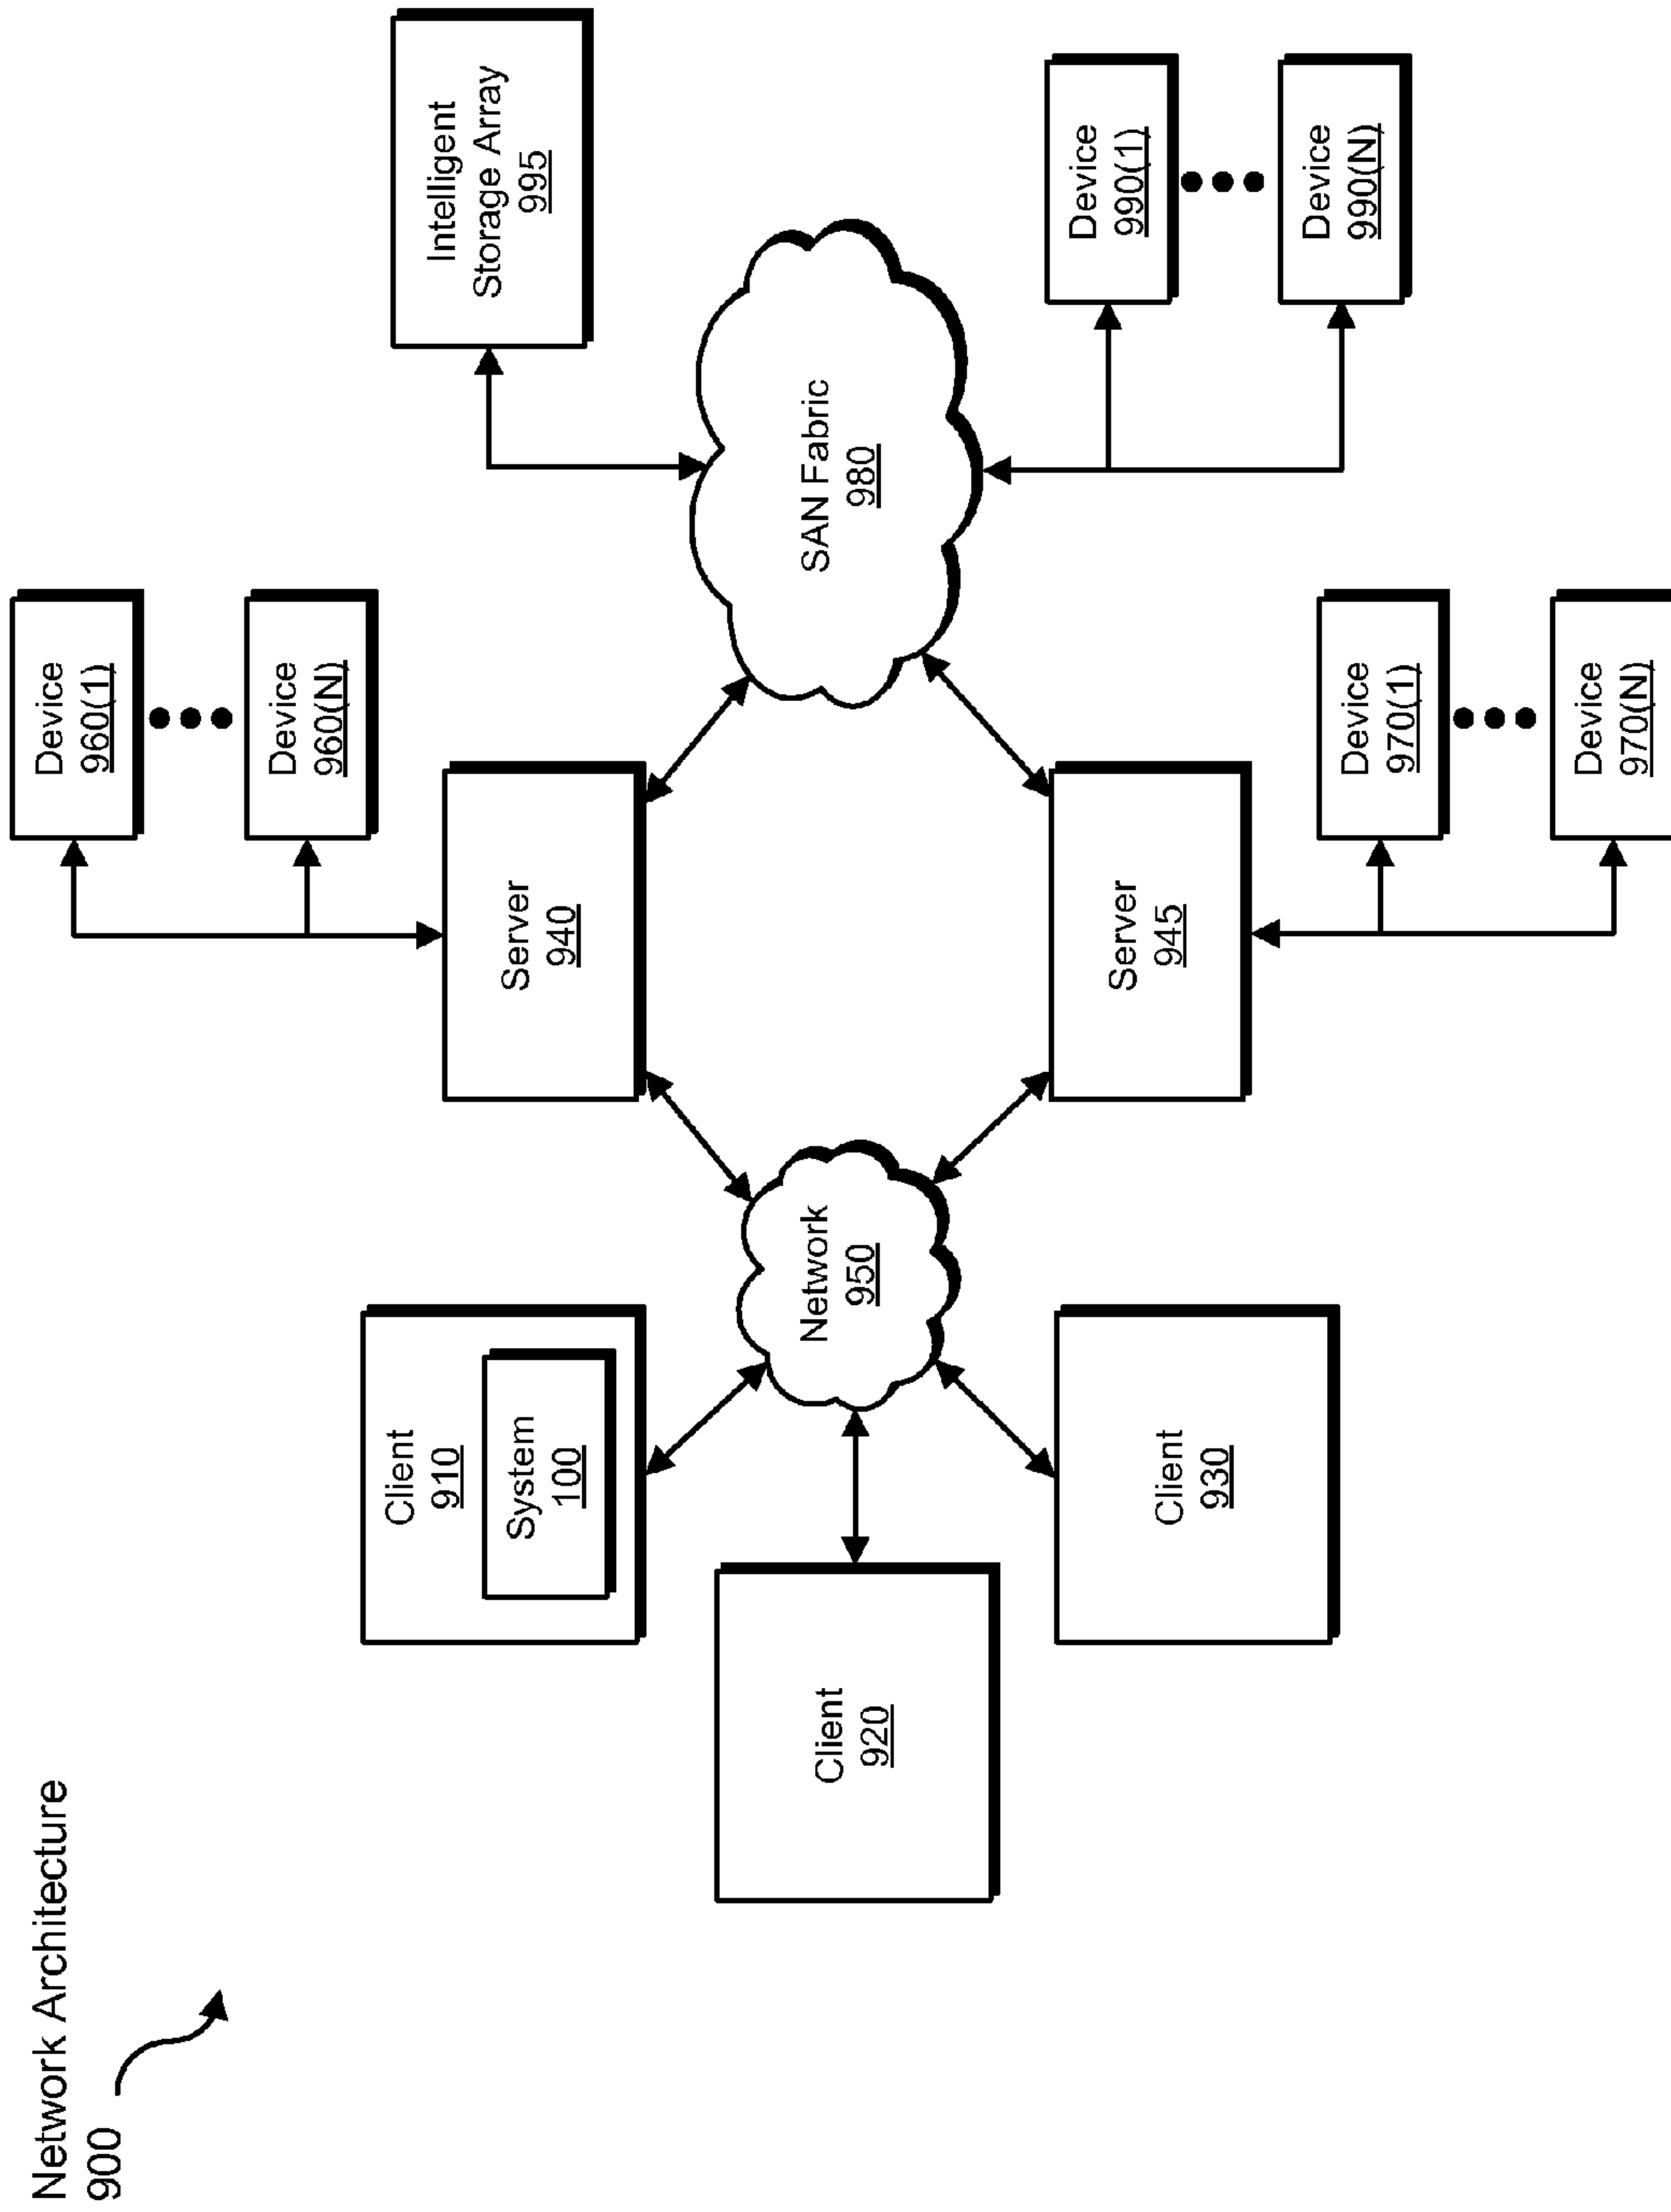 Network Architecture
900
Client
910
System
100
Client
920
Client
930
Network
950
Server
940
Server
945
Device
960(1)
Device
960(N)
Device
970(1)
Device
970(N)
SAN Fabric
980
Intelligent
Storage Array
995
Device
990(1)
Device
990(N)